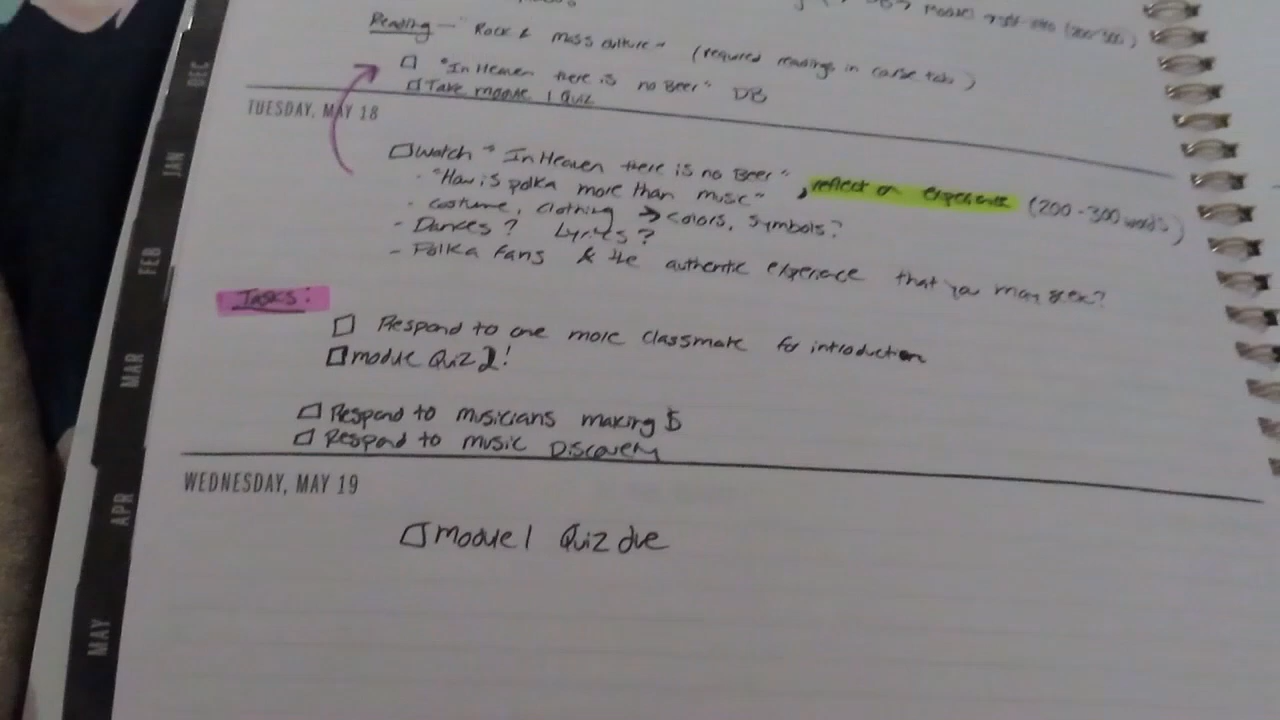 (200-300)
Reading - "Rock & mass culture" (required readings in course tabs)
"In Heaven there is no Beer" DB
Take module 1 Quiz
DEC
TUESDAY, MAY 18
JAN
Watch "In Heaven there is no Beer"
- "How is polka more than music", reflect on experience (200-300 words)
- costume, clothing → colors, symbols?
- Dances? Lyrics?
- Polka fans & the authentic experience that you may seek?
FEB
Tasks:
Respond to one more classmate for introduction
module Quiz 1!
MAR
Respond to musicians making $
Respond to music Discovery
WEDNESDAY, MAY 19
APR
module 1 Quiz due
MAY